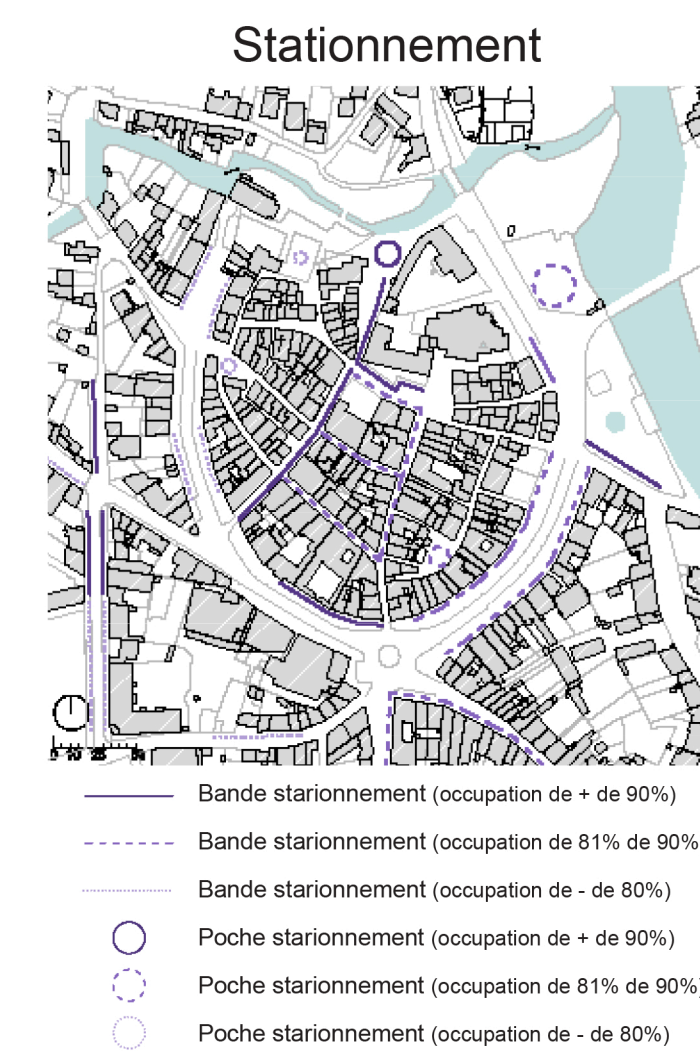 Stationnement
Bande starionnement (occupation de + de 90%)
Bande starionnement (occupation de 81% de 90%
Bande starionnement (occupation de - de 80%)
Poche starionnement (occupation de + de 90%)
Poche starionnement (occupation de 81% de 90%)
Poche starionnement (occupation de - de 80%)